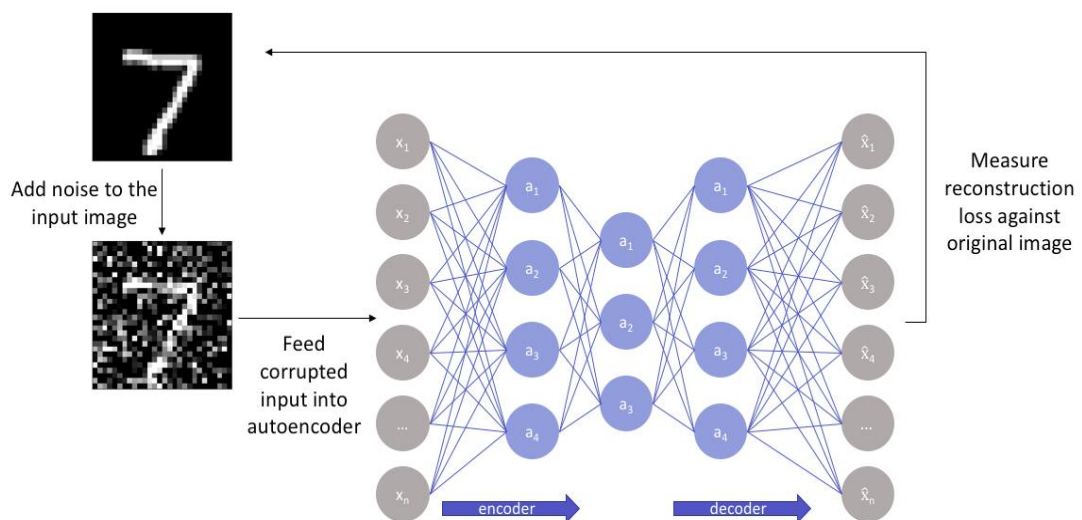 Add noise to the
input image
Feed
corrupted
input into
autoencoder
x₁
x₂
x₃
x₄
...
xₙ
a₁
a₂
a₃
a₄
a₁
a₂
a₃
a₁
a₂
a₃
a₄
x̂₁
x̂₂
x̂₃
x̂₄
...
x̂ₙ
encoder
decoder
Measure
reconstruction
loss against
original image